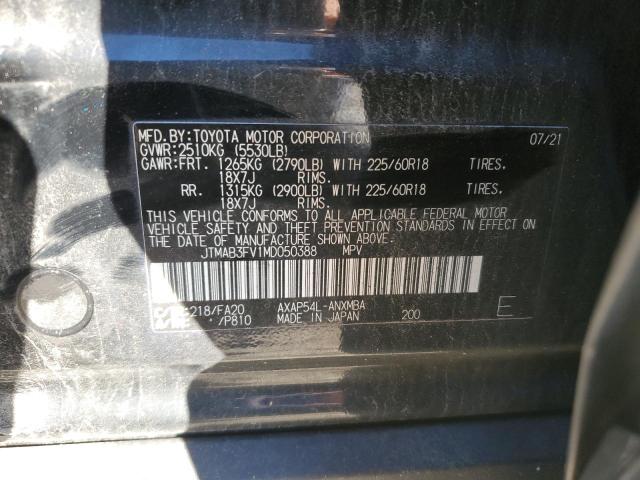 MFD.BY:TOYOTA MOTOR CORPORATION 07/21
GVWR:2510KG (5530LB)
GAWR:FRT. 1265KG (2790LB) WITH 225/60R18 TIRES.
18X7J RIMS.
RR. 1315KG (2900LB) WITH 225/60R18 TIRES.
18X7J RIMS.
THIS VEHICLE CONFORMS TO ALL APPLICABLE FEDERAL MOTOR
VEHICLE SAFETY AND THEFT PREVENTION STANDARDS IN EFFECT ON
THE DATE OF MANUFACTURE SHOWN ABOVE.
JTMAB3FV1MD050388 MPV
C/TR:218/FA20 AXAP54L-ANXMBA E
/P810 MADE IN JAPAN 200